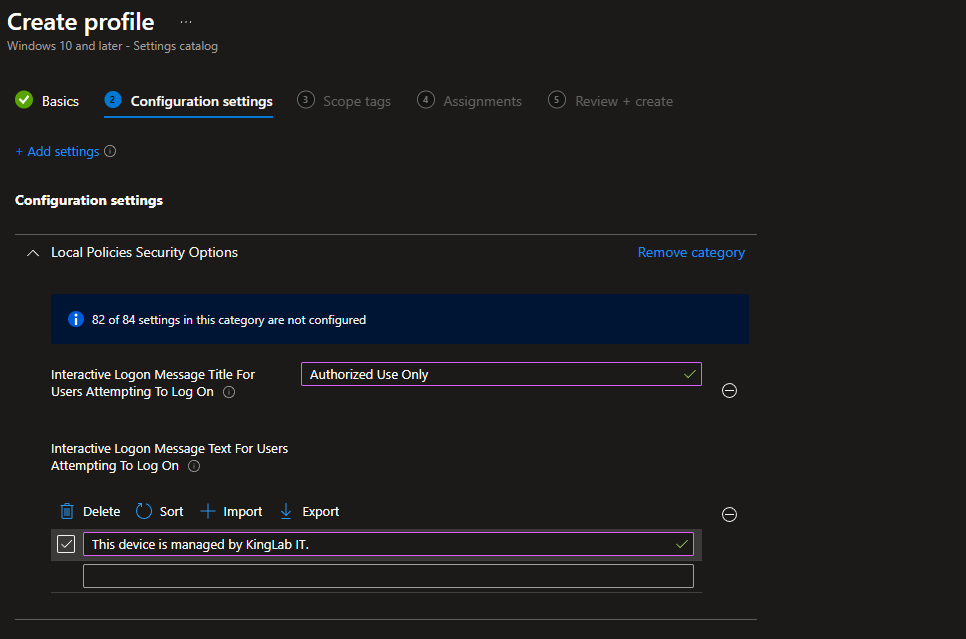 Create profile ...
Windows 10 and later - Settings catalog
Basics 2 Configuration settings 3 Scope tags 4 Assignments 5 Review + create
+ Add settings
Configuration settings
Local Policies Security Options Remove category
82 of 84 settings in this category are not configured
Interactive Logon Message Title For
Users Attempting To Log On
Authorized Use Only
Interactive Logon Message Text For Users
Attempting To Log On
Delete Sort Import Export
This device is managed by KingLab IT.